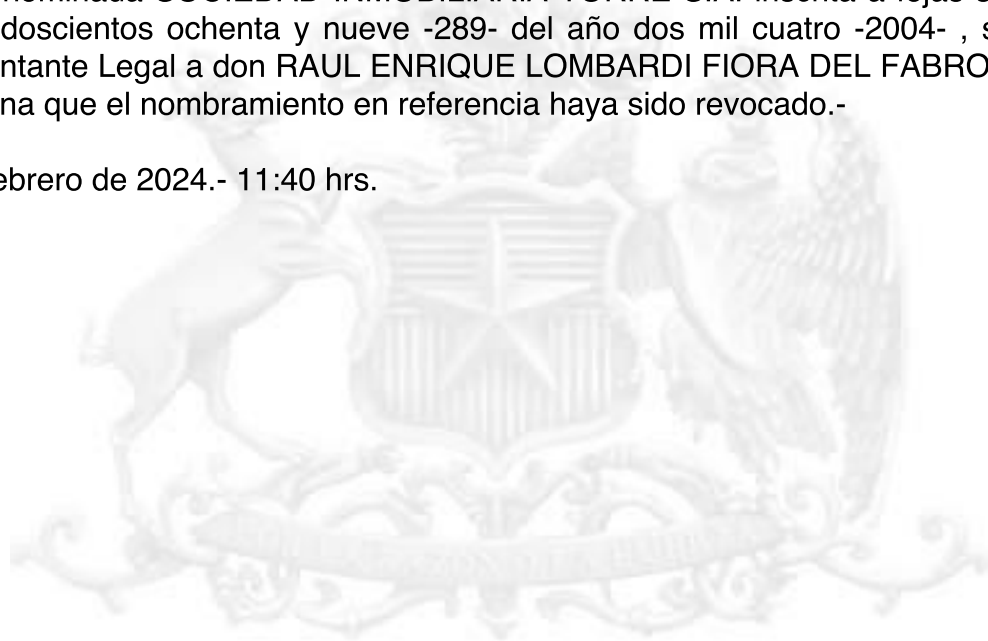 doscientos ochenta y nueve -289- del año dos mil cuatro -2004- , s
ntante Legal a don RAUL ENRIQUE LOMBARDI FIORA DEL FABRO
na que el nombramiento en referencia haya sido revocado.-
ebrero de 2024.- 11:40 hrs.